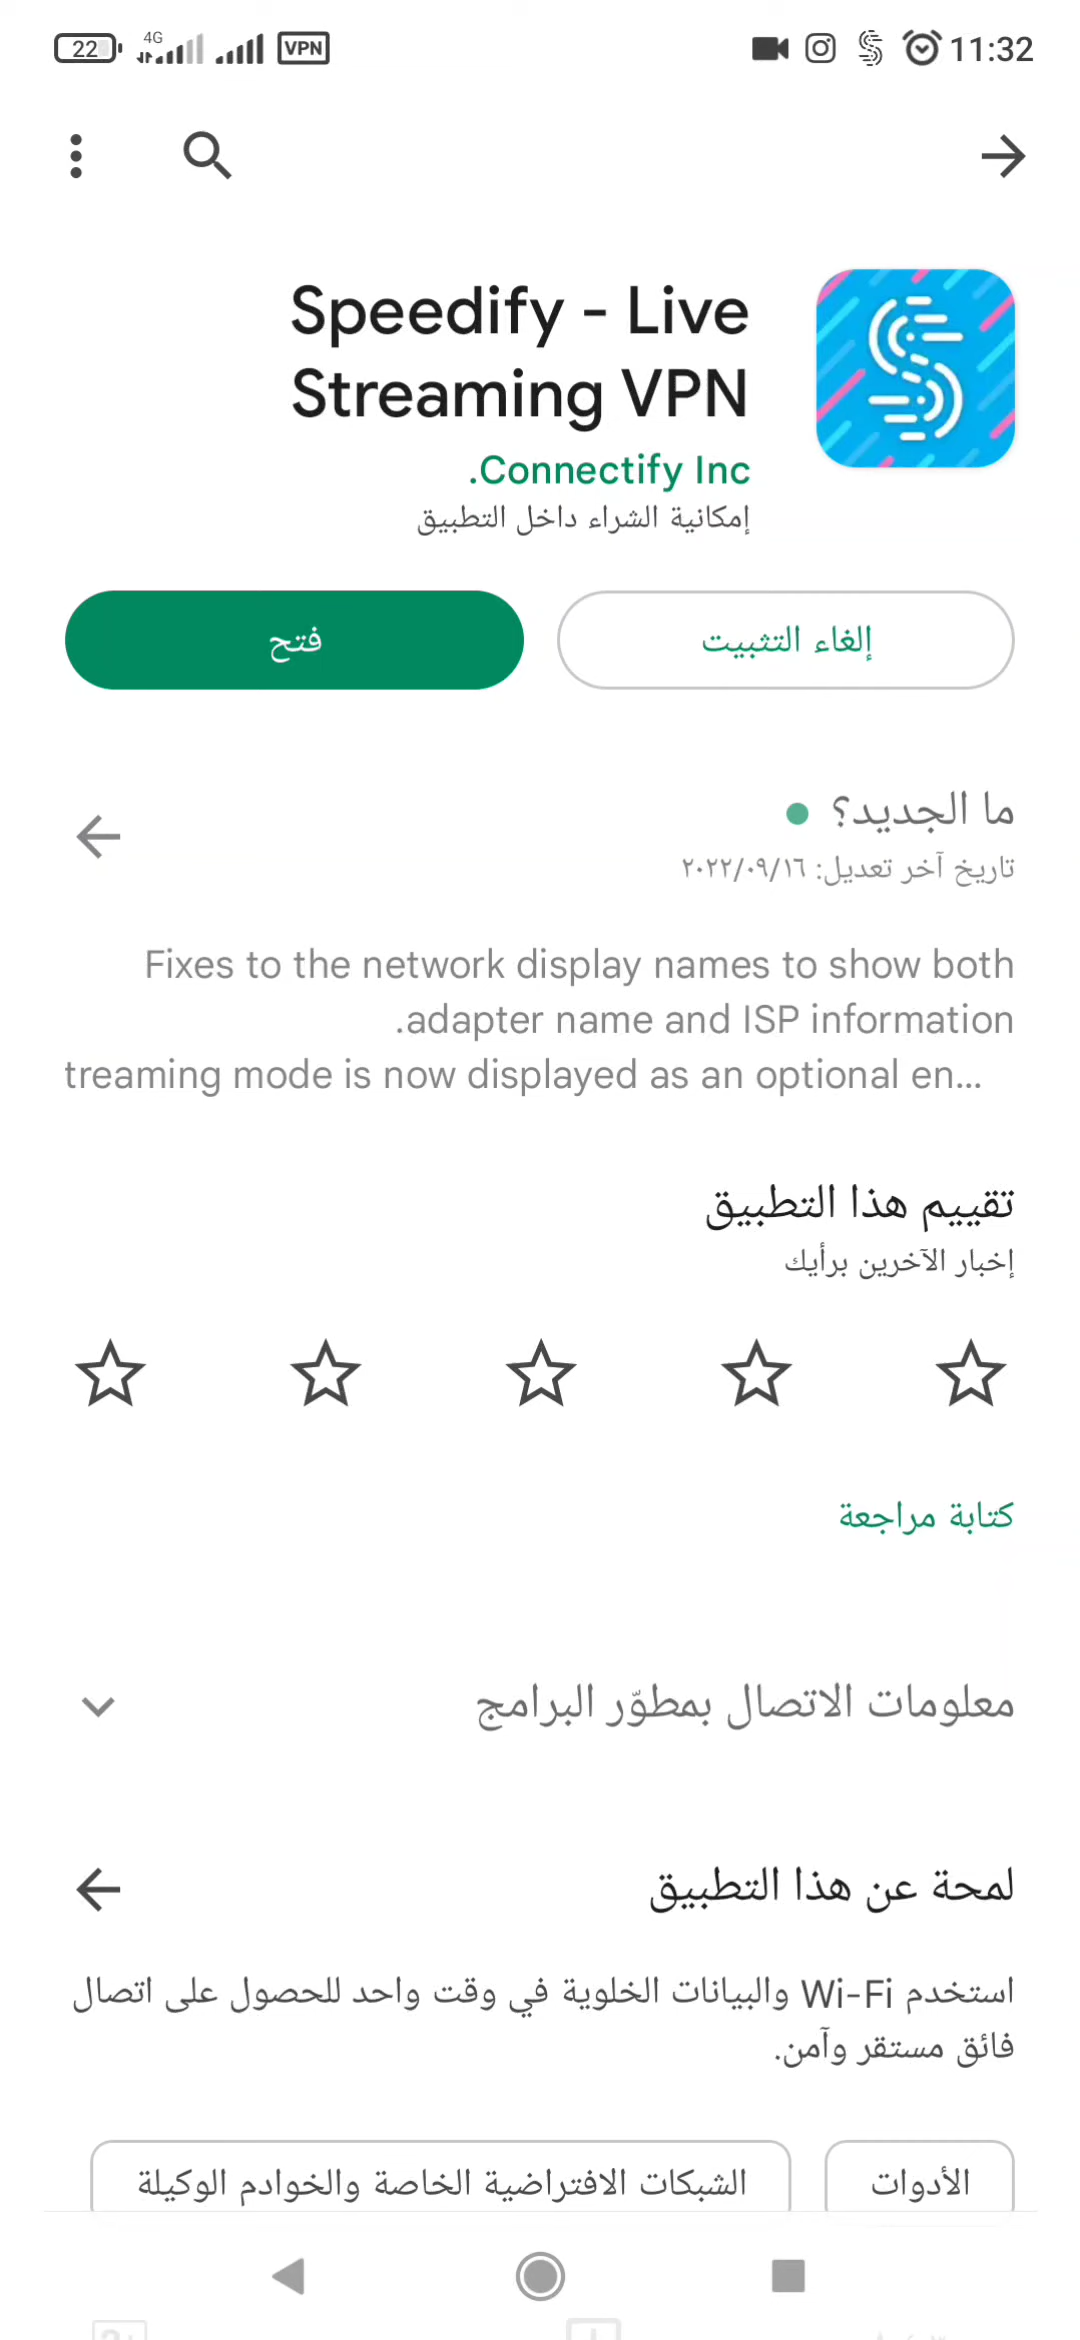 22 4G VPN 11:32
Speedify - Live
Streaming VPN
Connectify Inc.
إمكانية الشراء داخل التطبيق
إلغاء التثبيت
فتح
ما الجديد؟
تاريخ آخر تعديل: ٢٠٢٢/٠٩/١٦
Fixes to the network display names to show both
adapter name and ISP information.
treaming mode is now displayed as an optional en...
تقييم هذا التطبيق
إخبار الآخرين برأيك
كتابة مراجعة
معلومات الاتصال بمطوّر البرامج
لمحة عن هذا التطبيق
استخدم Wi-Fi والبيانات الخلوية في وقت واحد للحصول على اتصال
فائق مستقر وآمن.
الأدوات
الشبكات الافتراضية الخاصة والخوادم الوكيلة